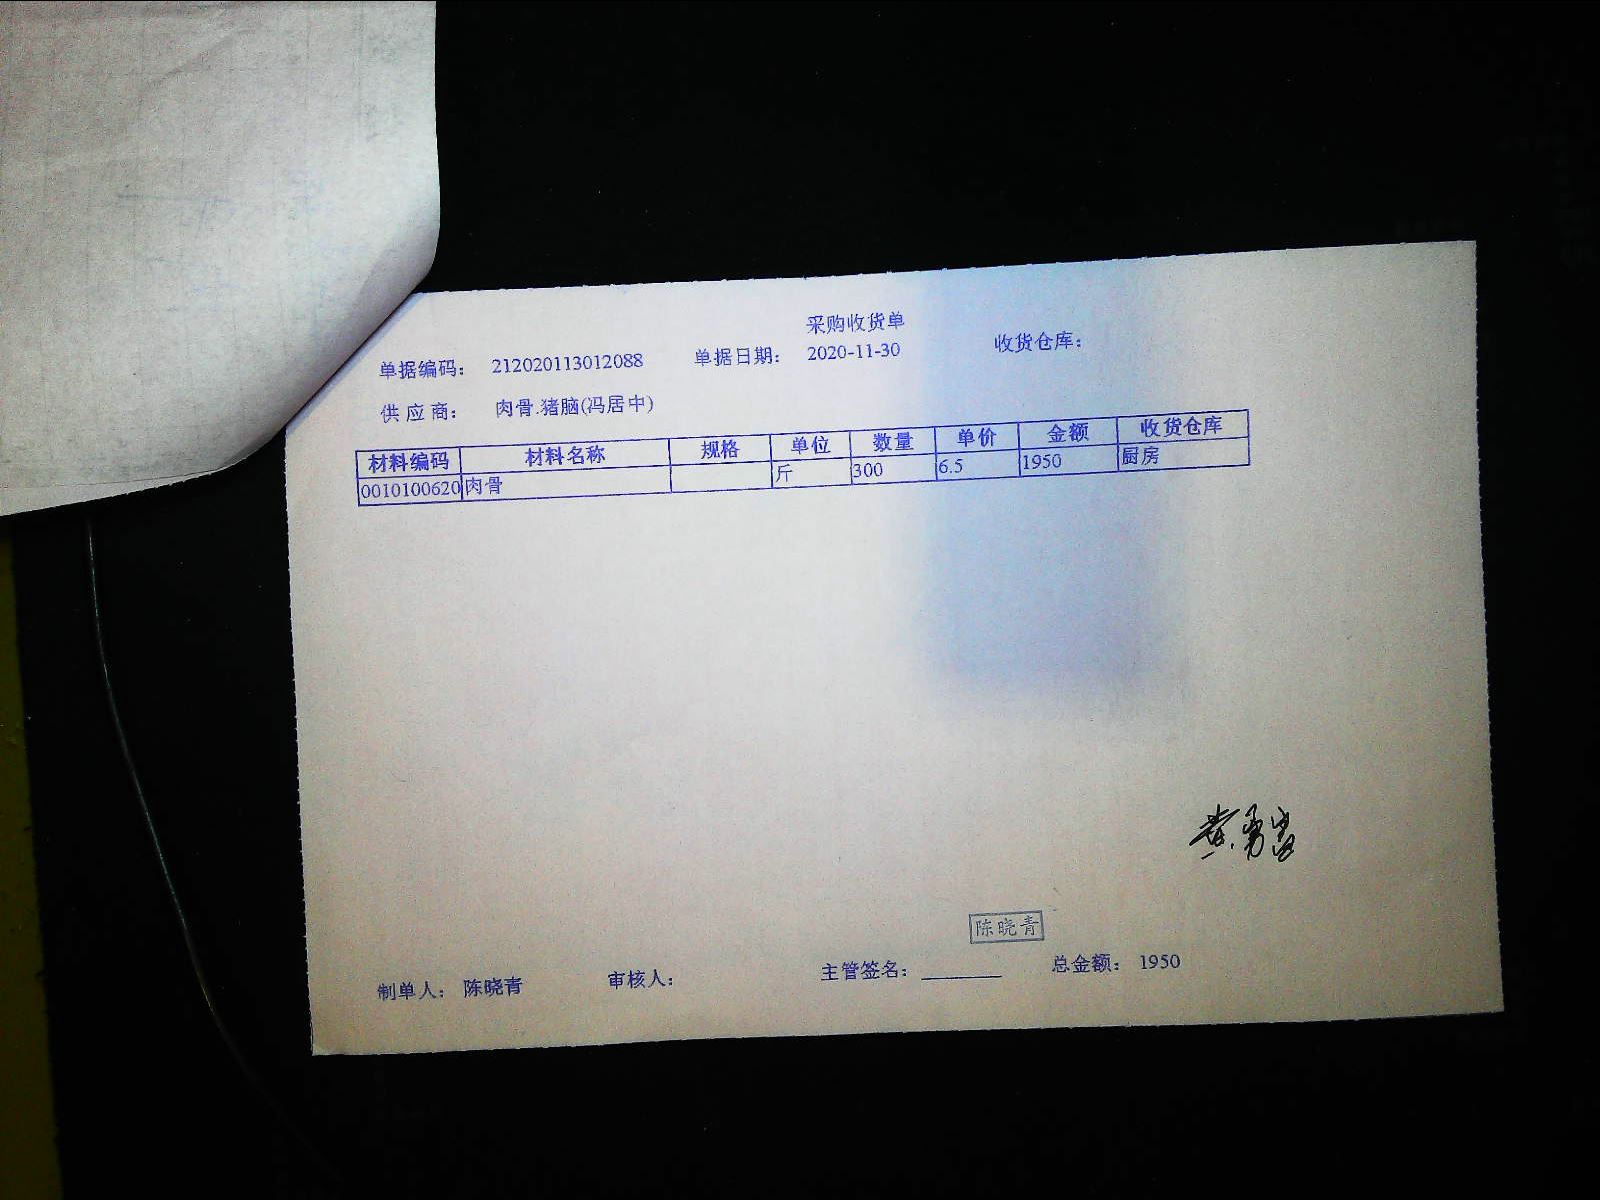 采购收货单
单据编码： 212020113012088 单据日期： 2020-11-30 收货仓库：
供 应 商： 肉骨.猪脑(冯居中)
材料编码 材料名称 规格 单位 数量 单价 金额 收货仓库
0010100620 肉骨 斤 300 6.5 1950 厨房
陈晓青
制单人： 陈晓青 审核人： 主管签名： ________ 总金额： 1950